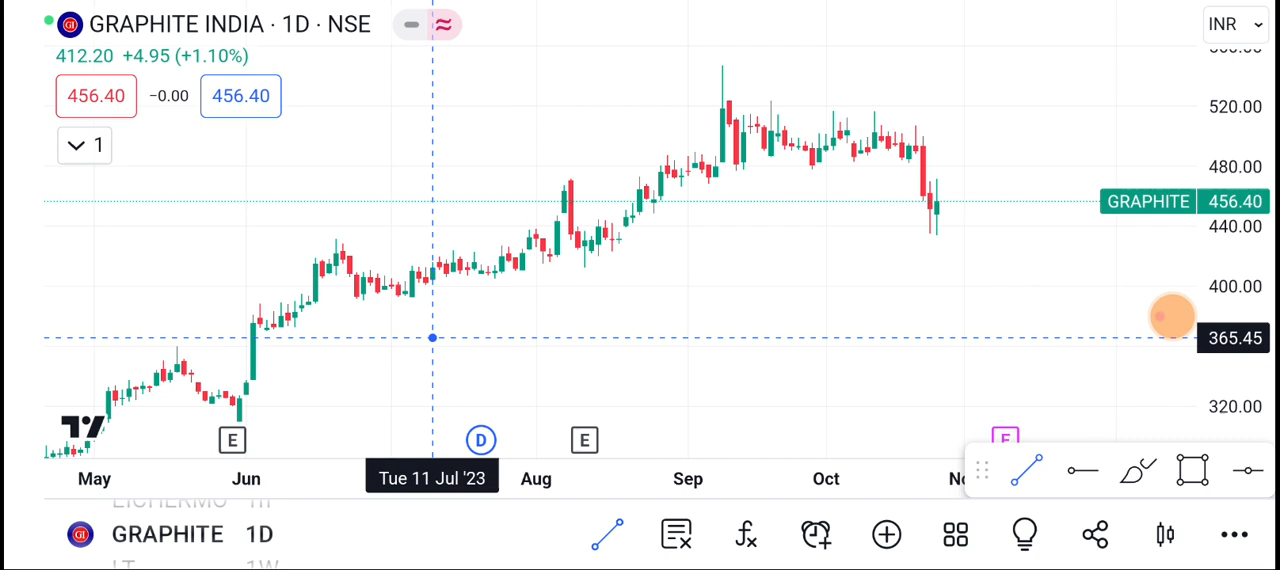 GRAPHITE INDIA · 1D · NSE
INR
412.20 +4.95 (+1.10%)
456.40 −0.00 456.40
1
520.00
480.00
GRAPHITE 456.40
440.00
400.00
365.45
320.00
E D E E
May Jun Tue 11 Jul '23 Aug Sep Oct
GRAPHITE 1D